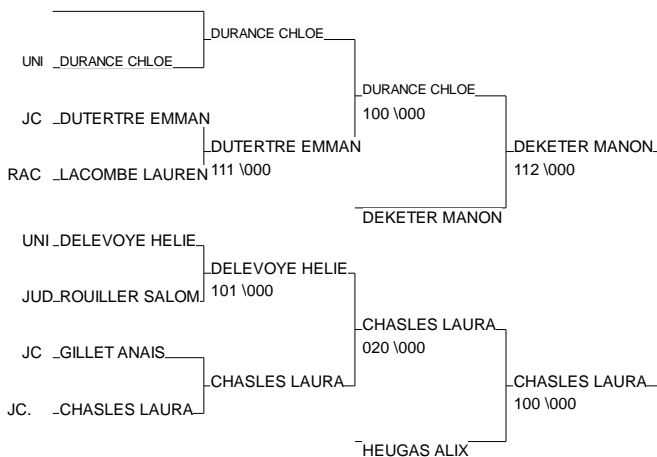 DURANCE CHLOE
UNI DURANCE CHLOE
DURANCE CHLOE
100 \000
JC DUTERTRE EMMAN
DUTERTRE EMMAN
111 \000
DEKETER MANON
112 \000
RAC LACOMBE LAUREN
DEKETER MANON
UNI DELEVOYE HELIE
DELEVOYE HELIE
101 \000
JUD ROUILLER SALOM
CHASLES LAURA
020 \000
JC GILLET ANAIS
CHASLES LAURA
CHASLES LAURA
100 \000
JC. CHASLES LAURA
HEUGAS ALIX